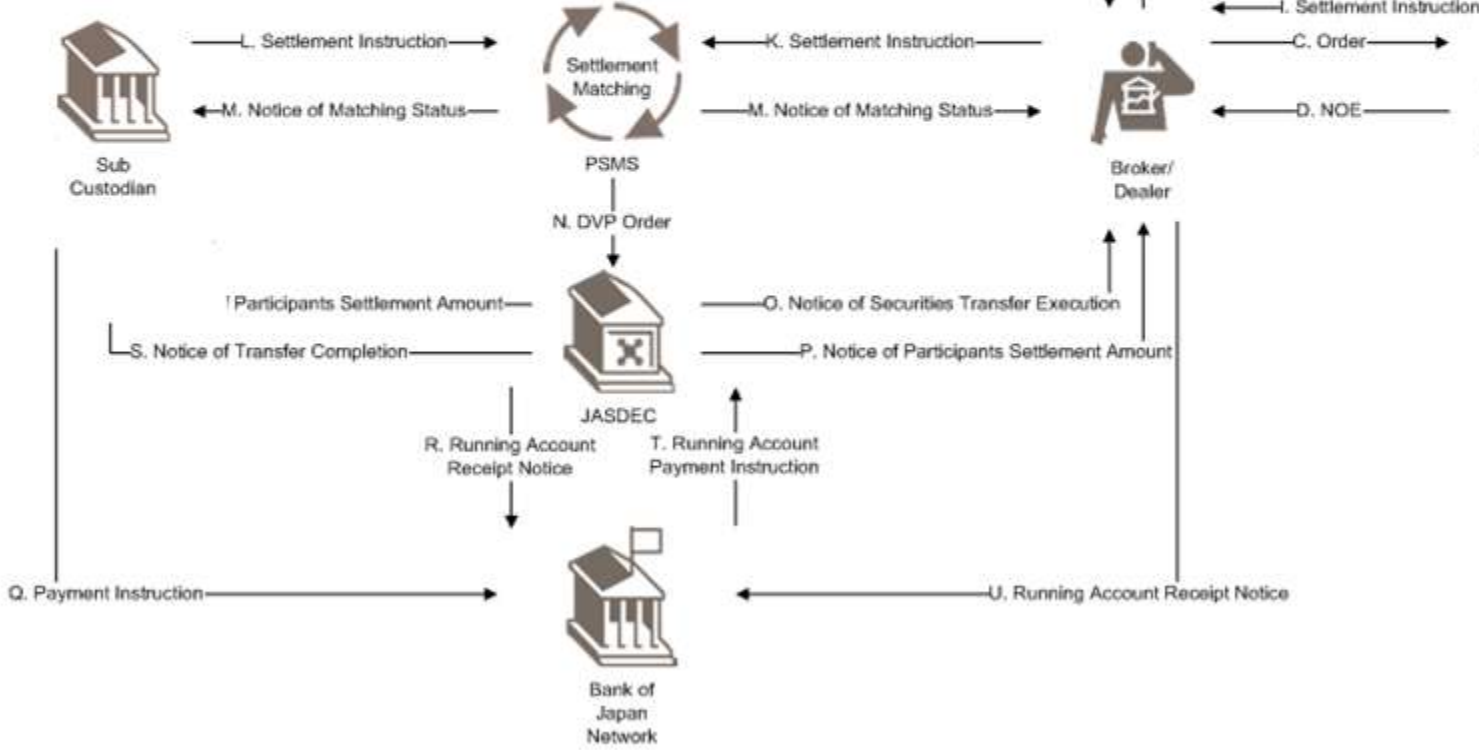 I. Settlement Instruction
L. Settlement Instruction
K. Settlement Instruction
C. Order
Settlement
Matching
M. Notice of Matching Status
M. Notice of Matching Status
D. NOE
Sub
Custodian
PSMS
Broker/
Dealer
N. DVP Order
Participants Settlement Amount
O. Notice of Securities Transfer Execution
S. Notice of Transfer Completion
P. Notice of Participants Settlement Amount
JASDEC
R. Running Account
Receipt Notice
T. Running Account
Payment Instruction
Q. Payment Instruction
U. Running Account Receipt Notice
Bank of
Japan
Network